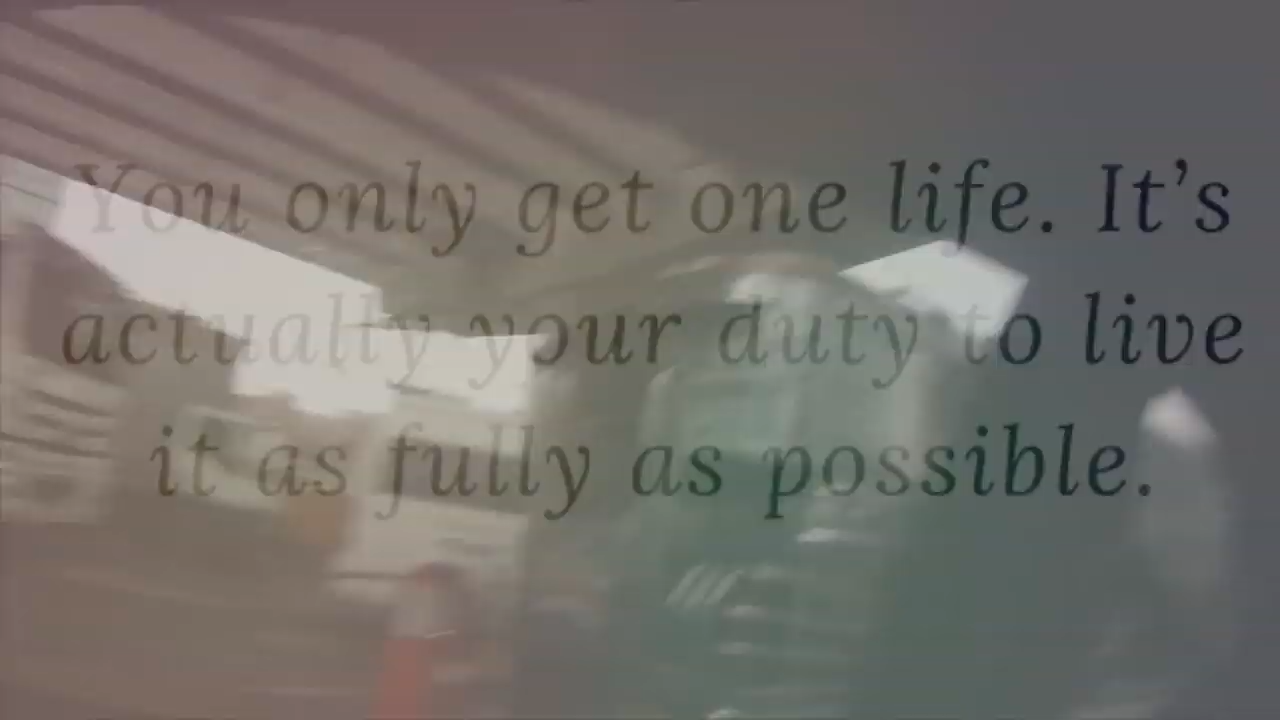 You only get one life. It’s
actually your duty to live
it as fully as possible.